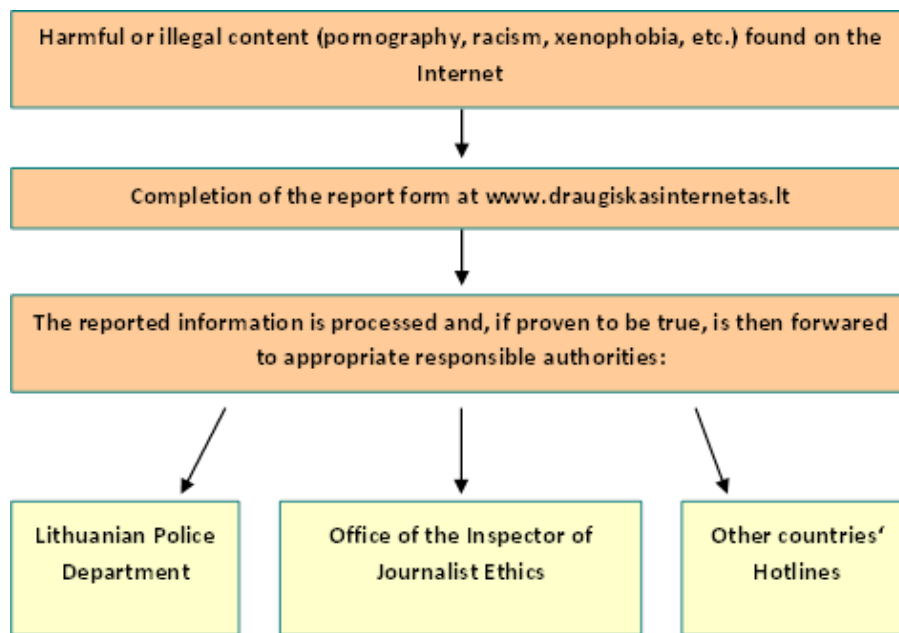 Harmful or illegal content (pornography, racism, xenophobia, etc.) found on the
Internet
Completion of the report form at www.draugiskasinternetas.lt
The reported information is processed and, if proven to be true, is then forwared
to appropriate responsible authorities:
Lithuanian Police
Department
Office of the Inspector of
Journalist Ethics
Other countries‘
Hotlines